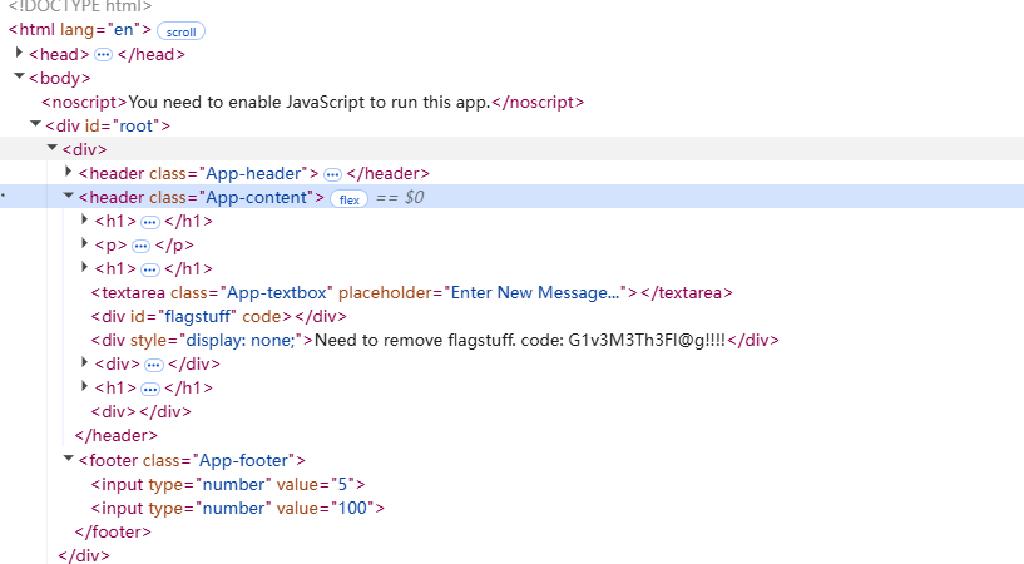 <!DOCTYPE html>
<html lang="en"> scroll
<head> ••• </head>
<body>
<noscript>You need to enable JavaScript to run this app.</noscript>
<div id="root">
<div>
<header class="App-header"> ••• </header>
<header class="App-content"> flex == $0
<h1> ••• </h1>
<p> ••• </p>
<h1> ••• </h1>
<textarea class="App-textbox" placeholder="Enter New Message..."></textarea>
<div id="flagstuff" code></div>
<div style="display: none;">Need to remove flagstuff. code: G1v3M3Th3Fl@g!!!!</div>
<div> ••• </div>
<h1> ••• </h1>
<div></div>
</header>
<footer class="App-footer">
<input type="number" value="5">
<input type="number" value="100">
</footer>
</div>